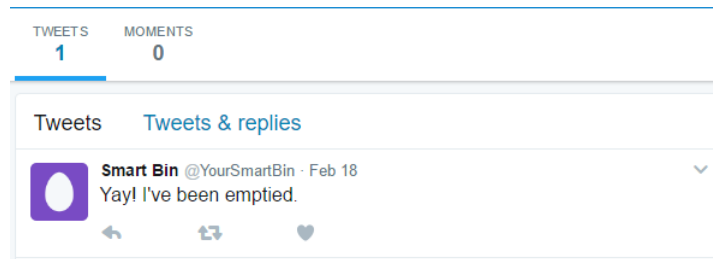 TWEETS MOMENTS
1 0
Tweets Tweets & replies
Smart Bin @YourSmartBin · Feb 18
Yay! I've been emptied.